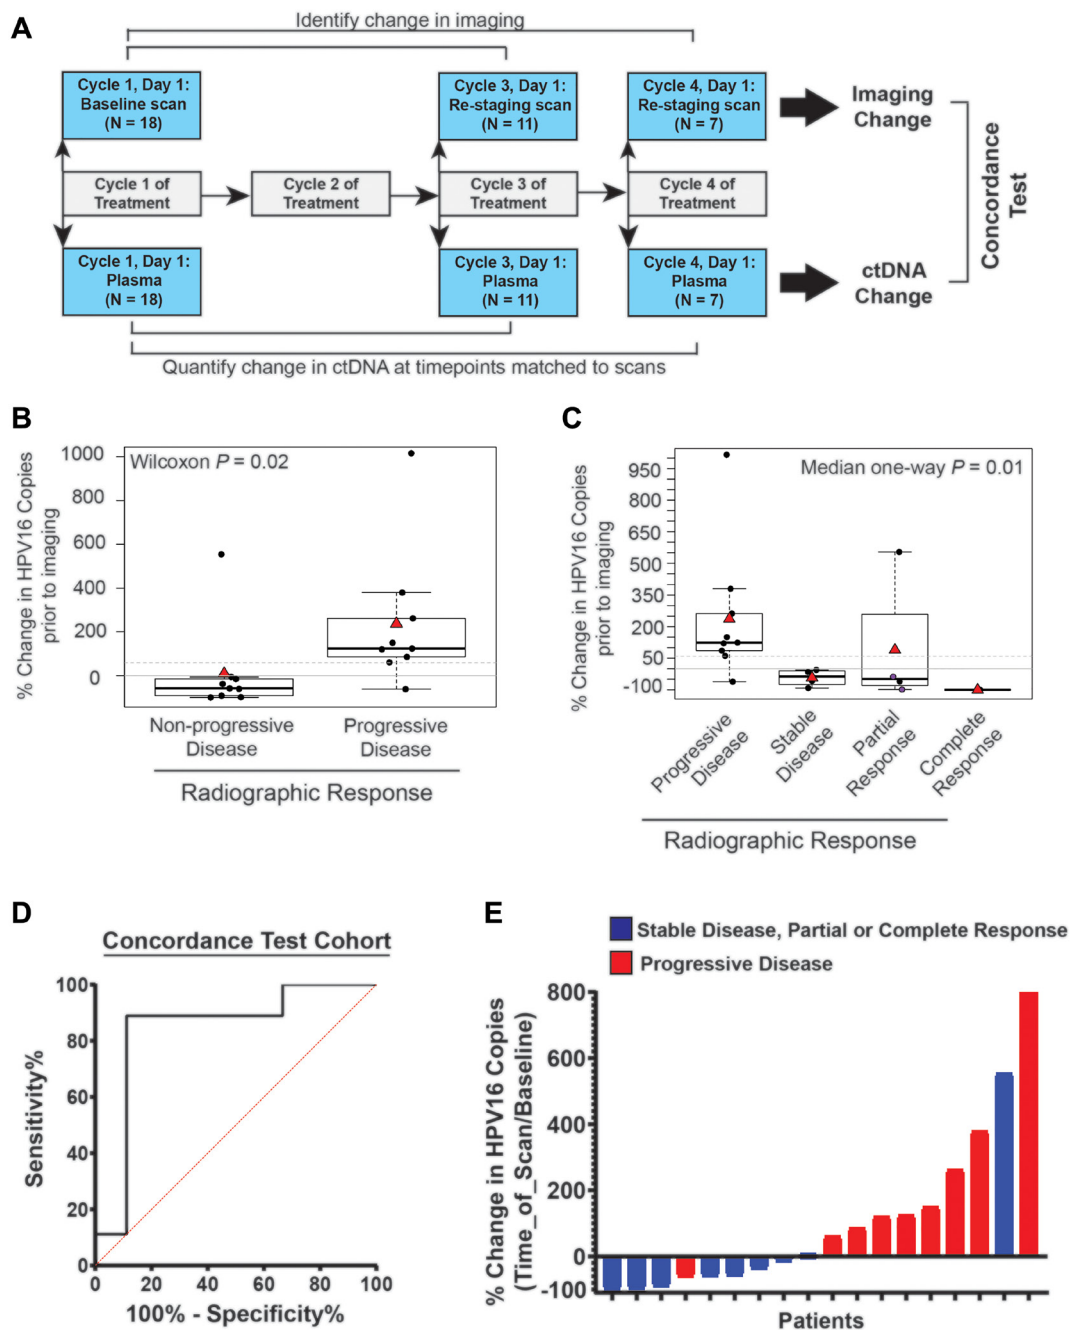 A
Identify change in imaging
Cycle 1, Day 1:
Baseline scan
(N = 18)
Cycle 3, Day 1:
Re-staging scan
(N = 11)
Cycle 4, Day 1:
Re-staging scan
(N = 7)
Imaging
Change
Cycle 1 of
Treatment
Cycle 2 of
Treatment
Cycle 3 of
Treatment
Cycle 4 of
Treatment
Concordance
Test
Cycle 1, Day 1:
Plasma
(N = 18)
Cycle 3, Day 1:
Plasma
(N = 11)
Cycle 4, Day 1:
Plasma
(N = 7)
ctDNA
Change
Quantify change in ctDNA at timepoints matched to scans
B
% Change in HPV16 Copies
prior to imaging
1000
800
600
400
200
0
Wilcoxon P = 0.02
Non-progressive
Disease
Progressive
Disease
Radiographic Response
C
% Change in HPV16 Copies
prior to imaging
950
850
750
650
500
350
200
50
-100
Median one-way P = 0.01
Progressive
Disease
Stable
Disease
Partial
Response
Complete
Response
Radiographic Response
D
Concordance Test Cohort
Sensitivity%
100
80
60
40
20
0
0
20
40
60
80
100
100% - Specificity%
E
Stable Disease, Partial or Complete Response
Progressive Disease
% Change in HPV16 Copies
(Time_of_Scan/Baseline)
800
600
400
200
0
-100
Patients